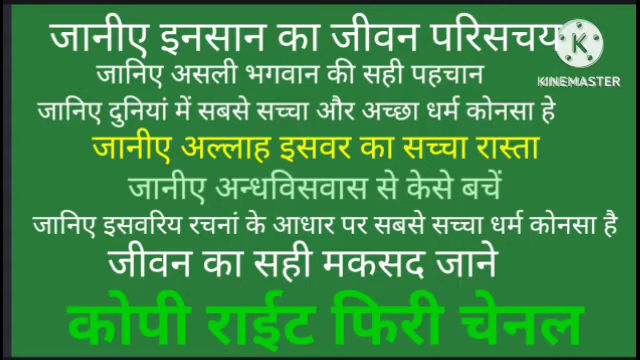 जानीए इनसान का जीवन परिसचय
K
KINEMASTER
जानिए असली भगवान की सही पहचान
जानिए दुनियां में सबसे सच्चा और अच्छा धर्म कोनसा हे
जानीए अल्लाह इसवर का सच्चा रास्ता
जानीए अन्धविसवास से केसे बचें
जानिए इसवरिय रचनां के आधार पर सबसे सच्चा धर्म कोनसा है
जीवन का सही मकसद जाने
कोपी राईट फिरी चेनल